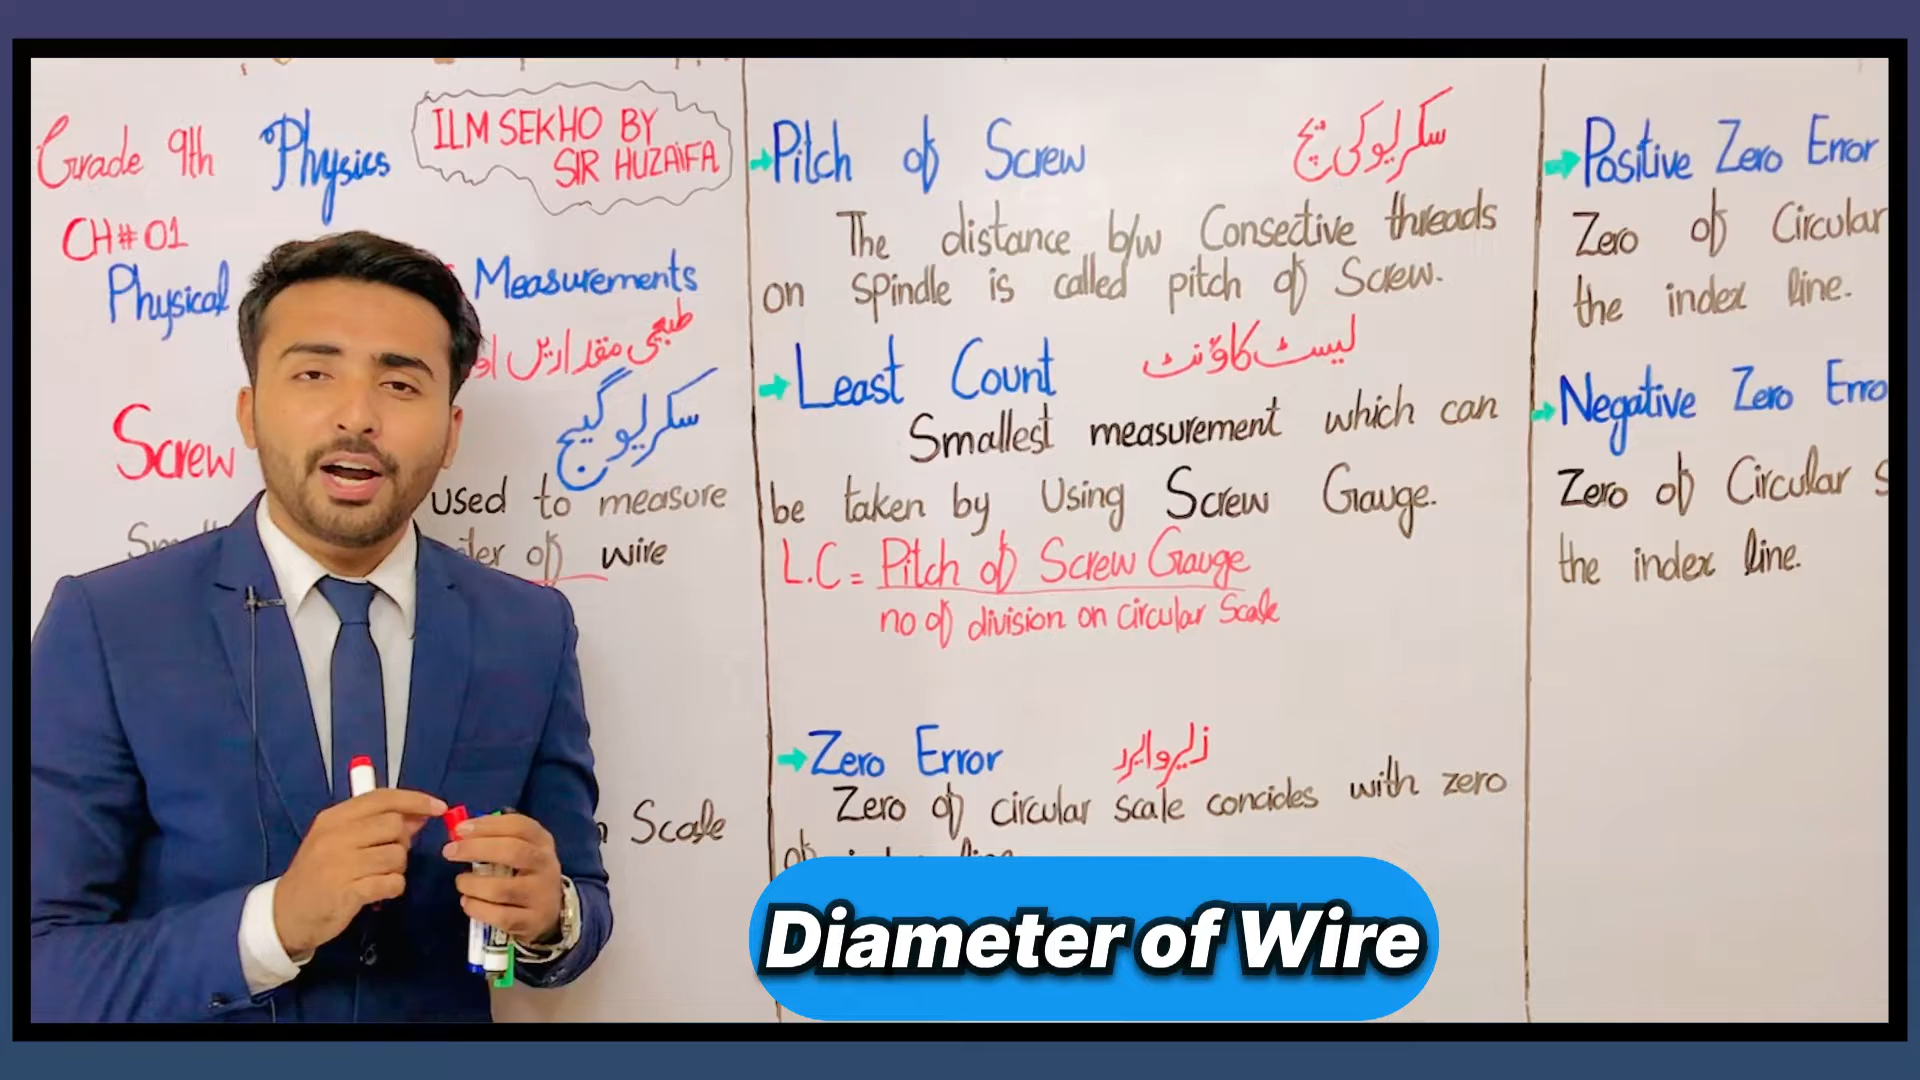 Grade 9th Physics
ILM SEKHO BY
SIR HUZAIFA
CH#01
Physical Measurements
طبیعی مقداریں
Screw
سکریو گیج
used to measure
of wire
Scale
Pitch of Screw سکریو کی پچ
The distance b/w Consective threads
on spindle is called pitch of Screw.
Least Count لیسٹ کاؤنٹ
Smallest measurement which can
be taken by Using Screw Gauge.
L.C = Pitch of Screw Gauge
no of division on circular Scale
Zero Error زیرو ایرر
Zero of circular scale concides with zero
of
Diameter of Wire
Positive Zero Error
Zero of Circular
the index line.
Negative Zero Erro
Zero of Circular S
the index line.